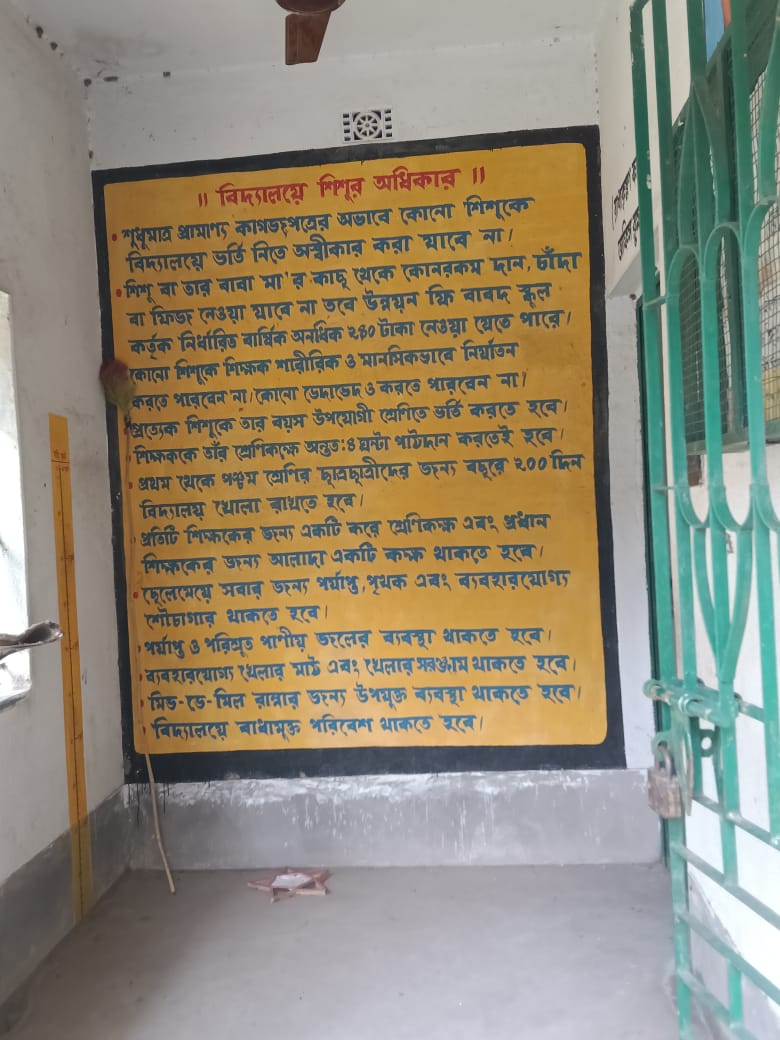 ॥ বিদ্যালয়ে শিশুর অধিকার ॥
• শুধুমাত্র প্রামাণ্য কাগজপত্রের অভাবে কোনো শিশুকে
বিদ্যালয়ে ভর্তি নিতে অস্বীকার করা যাবে না।
• শিশু বা তার বাবা মা'র কাছ থেকে কোনরকম দান, চাঁদা
বা ফিজ নেওয়া যাবে না তবে উন্নয়ন ফি বাবদ স্কুল
কর্তৃক নির্ধারিত বার্ষিক অনধিক ২৪০ টাকা নেওয়া যেতে পারে।
কোনো শিশুকে শিক্ষক শারীরিক ও মানসিকভাবে নির্যাতন
করতে পারবেন না। কোনো ভেদাভেদ ও করতে পারবেন না।
প্রত্যেক শিশুকে তার বয়স উপযোগী শ্রেণিতে ভর্তি করতে হবে।
• শিক্ষককে তাঁর শ্রেণিকক্ষে অন্তত:৪ ঘন্টা পাঠদান করতেই হবে।
• প্রথম থেকে পঞ্চম শ্রেণির ছাত্রছাত্রীদের জন্য বছরে ২০০ দিন
বিদ্যালয় খোলা রাখতে হবে।
• প্রতিটি শিক্ষকের জন্য একটি করে শ্রেণিকক্ষ এবং প্রধান
শিক্ষকের জন্য আলাদা একটি কক্ষ থাকতে হবে।
• ছেলেমেয়ে সবার জন্য পর্যাপ্ত, পৃথক এবং ব্যবহারযোগ্য
শৌচাগার থাকতে হবে।
• পর্যাপ্ত ও পরিস্রুত পাণীয় জলের ব্যবস্থা থাকতে হবে।
• ব্যবহারযোগ্য খেলার মাঠ এবং খেলার সরঞ্জাম থাকতে হবে।
• মিড-ডে-মিল রান্নার জন্য উপযুক্ত ব্যবস্থা থাকতে হবে।
• বিদ্যালয়ে বাধামুক্ত পরিবেশ থাকতে হবে।